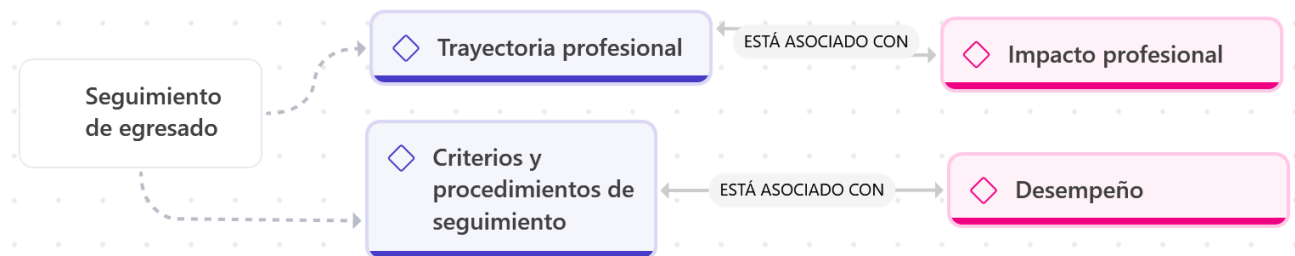 Seguimiento
de egresado
Trayectoria profesional
ESTÁ ASOCIADO CON
Impacto profesional
Criterios y
procedimientos de
seguimiento
ESTÁ ASOCIADO CON
Desempeño